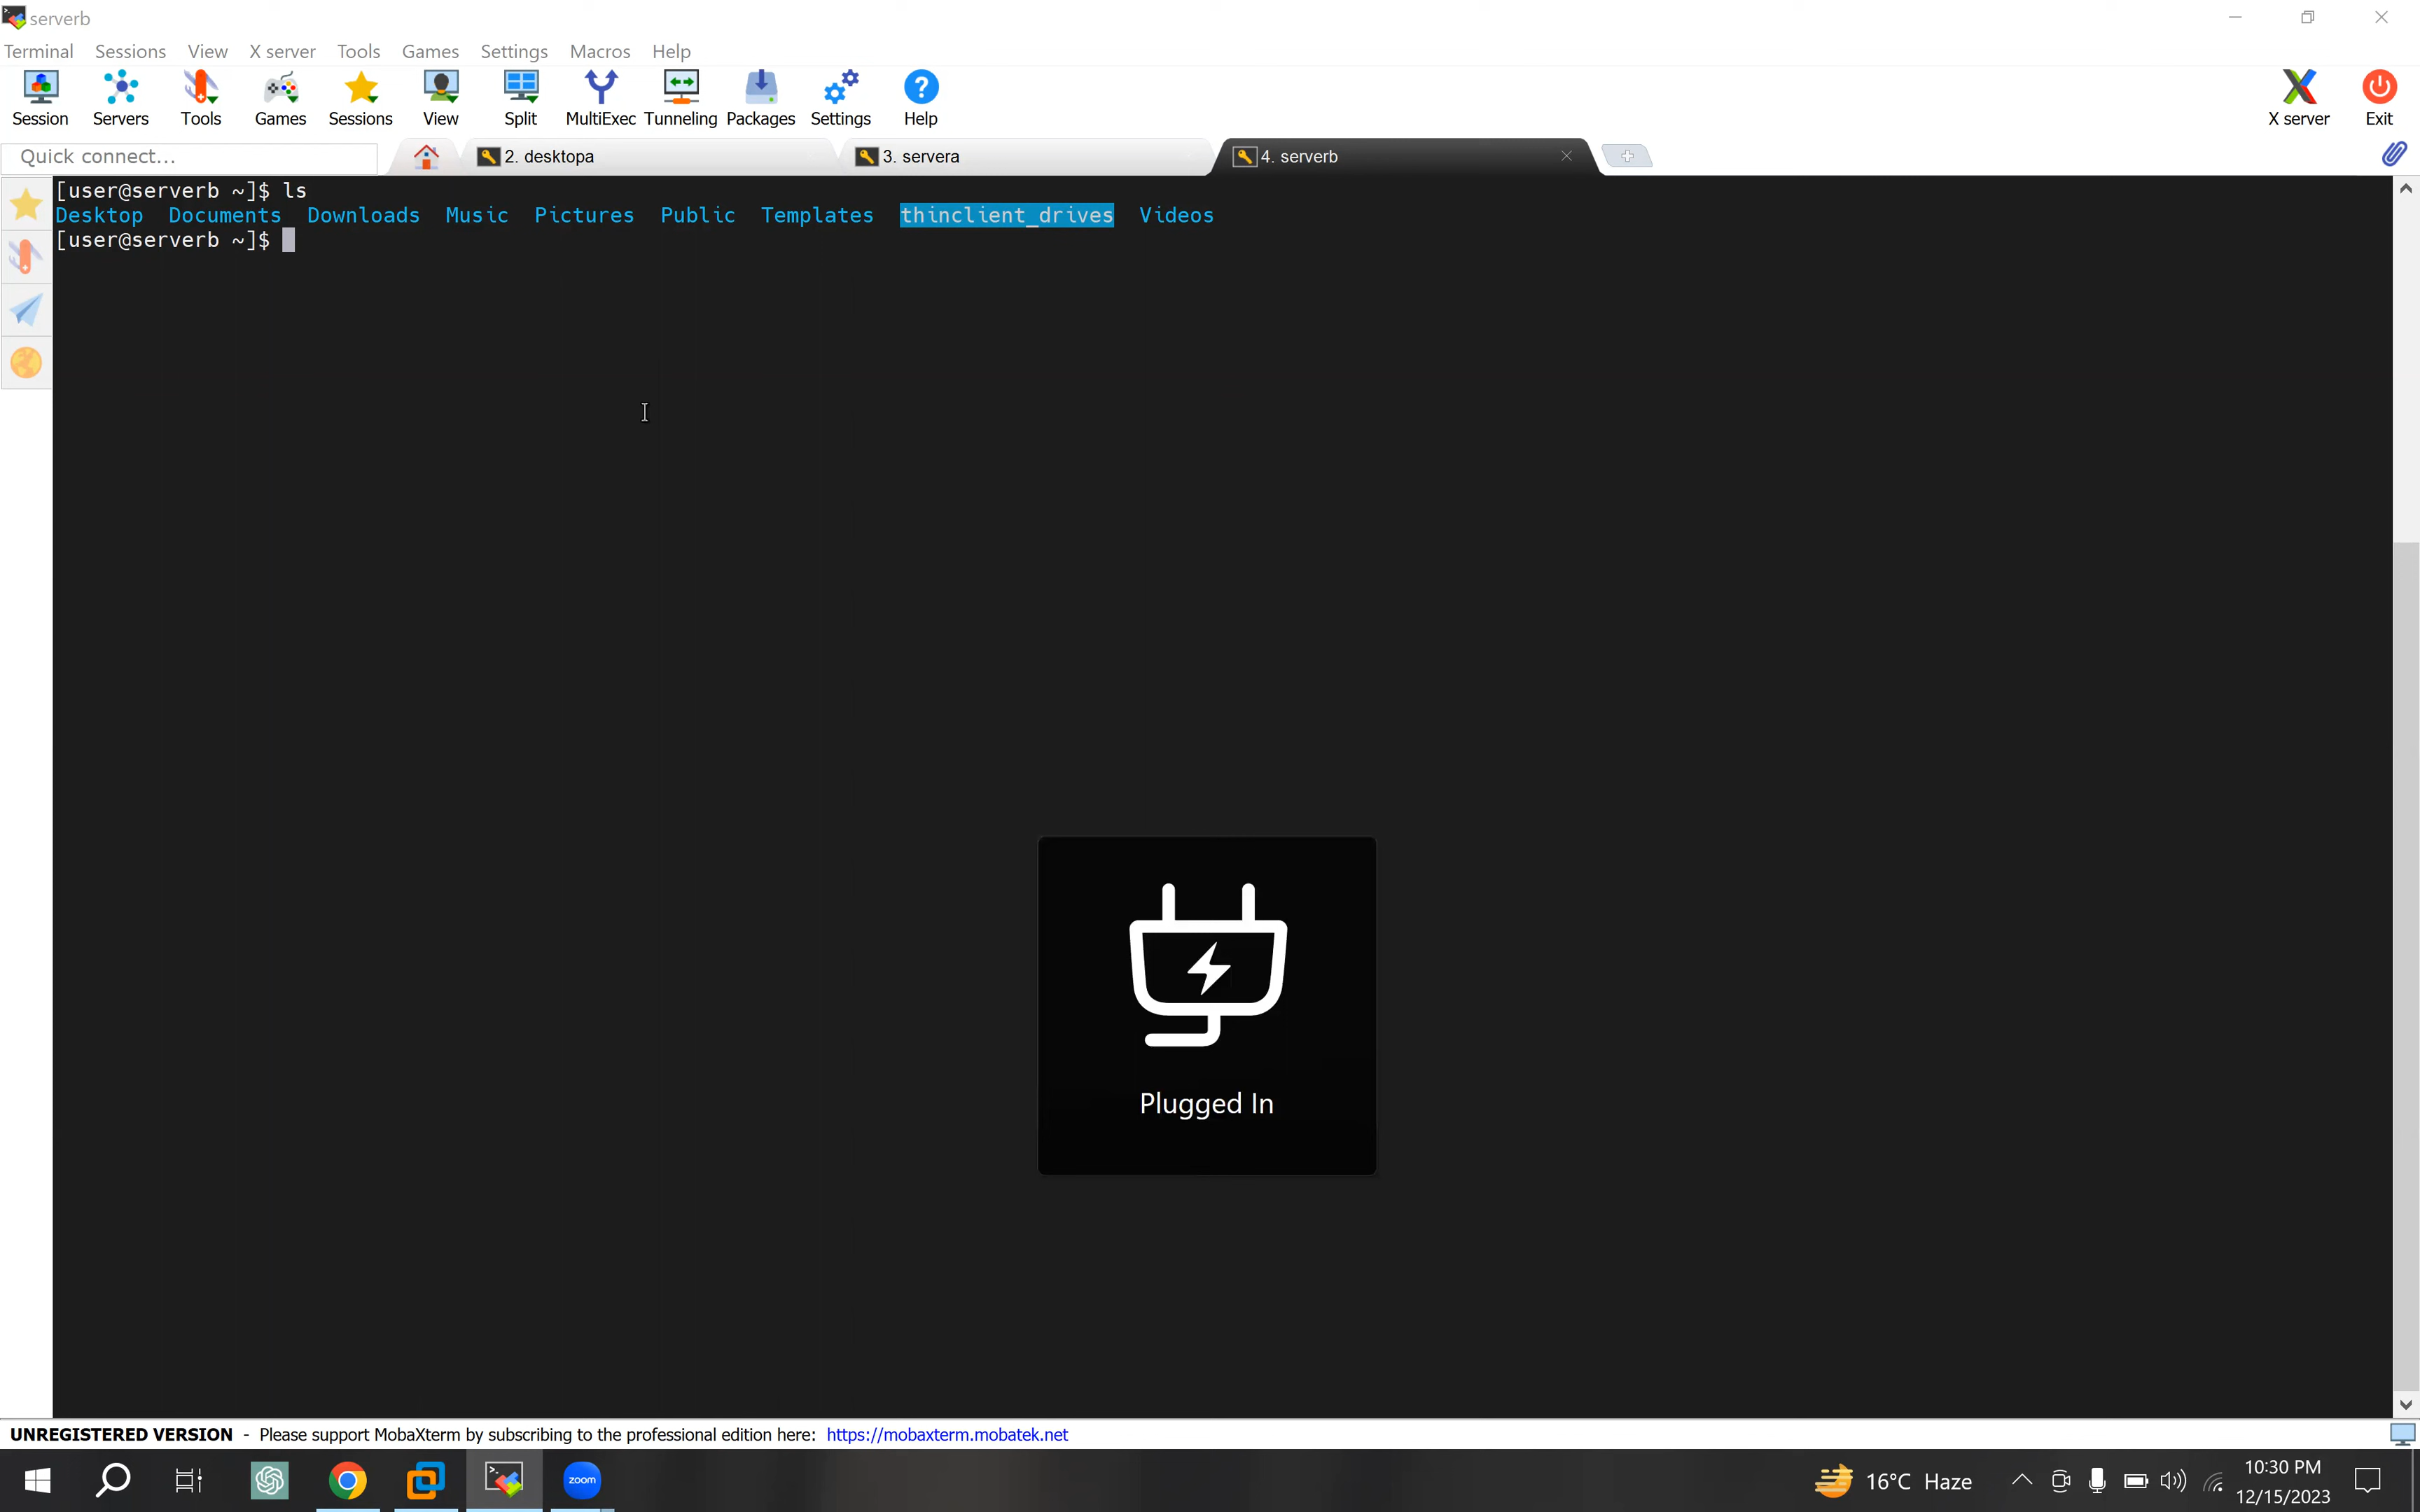 serverb
Terminal Sessions View X server Tools Games Settings Macros Help
Session Servers Tools Games Sessions View Split MultiExec Tunneling Packages Settings Help X server Exit
Quick connect... 2. desktopa 3. servera 4. serverb
[user@serverb ~]$ ls
Desktop Documents Downloads Music Pictures Public Templates thinclient_drives Videos
[user@serverb ~]$
Plugged In
UNREGISTERED VERSION - Please support MobaXterm by subscribing to the professional edition here: https://mobaxterm.mobatek.net
zoom 16°C Haze 10:30 PM
12/15/2023